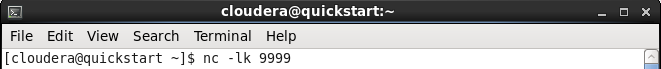 cloudera@quickstart:~
File Edit View Search Terminal Help
[cloudera@quickstart ~]$ nc -lk 9999